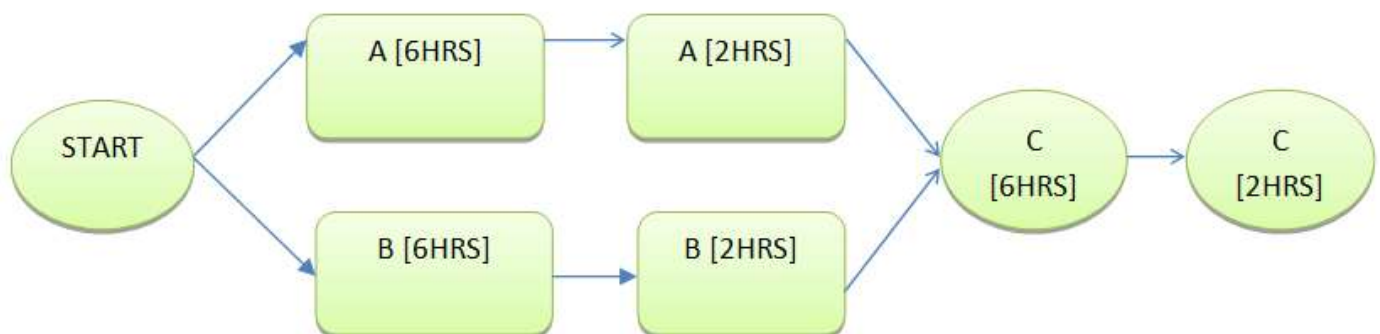 A [6HRS]
A [2HRS]
START
C
[6HRS]
C
[2HRS]
B [6HRS]
B [2HRS]